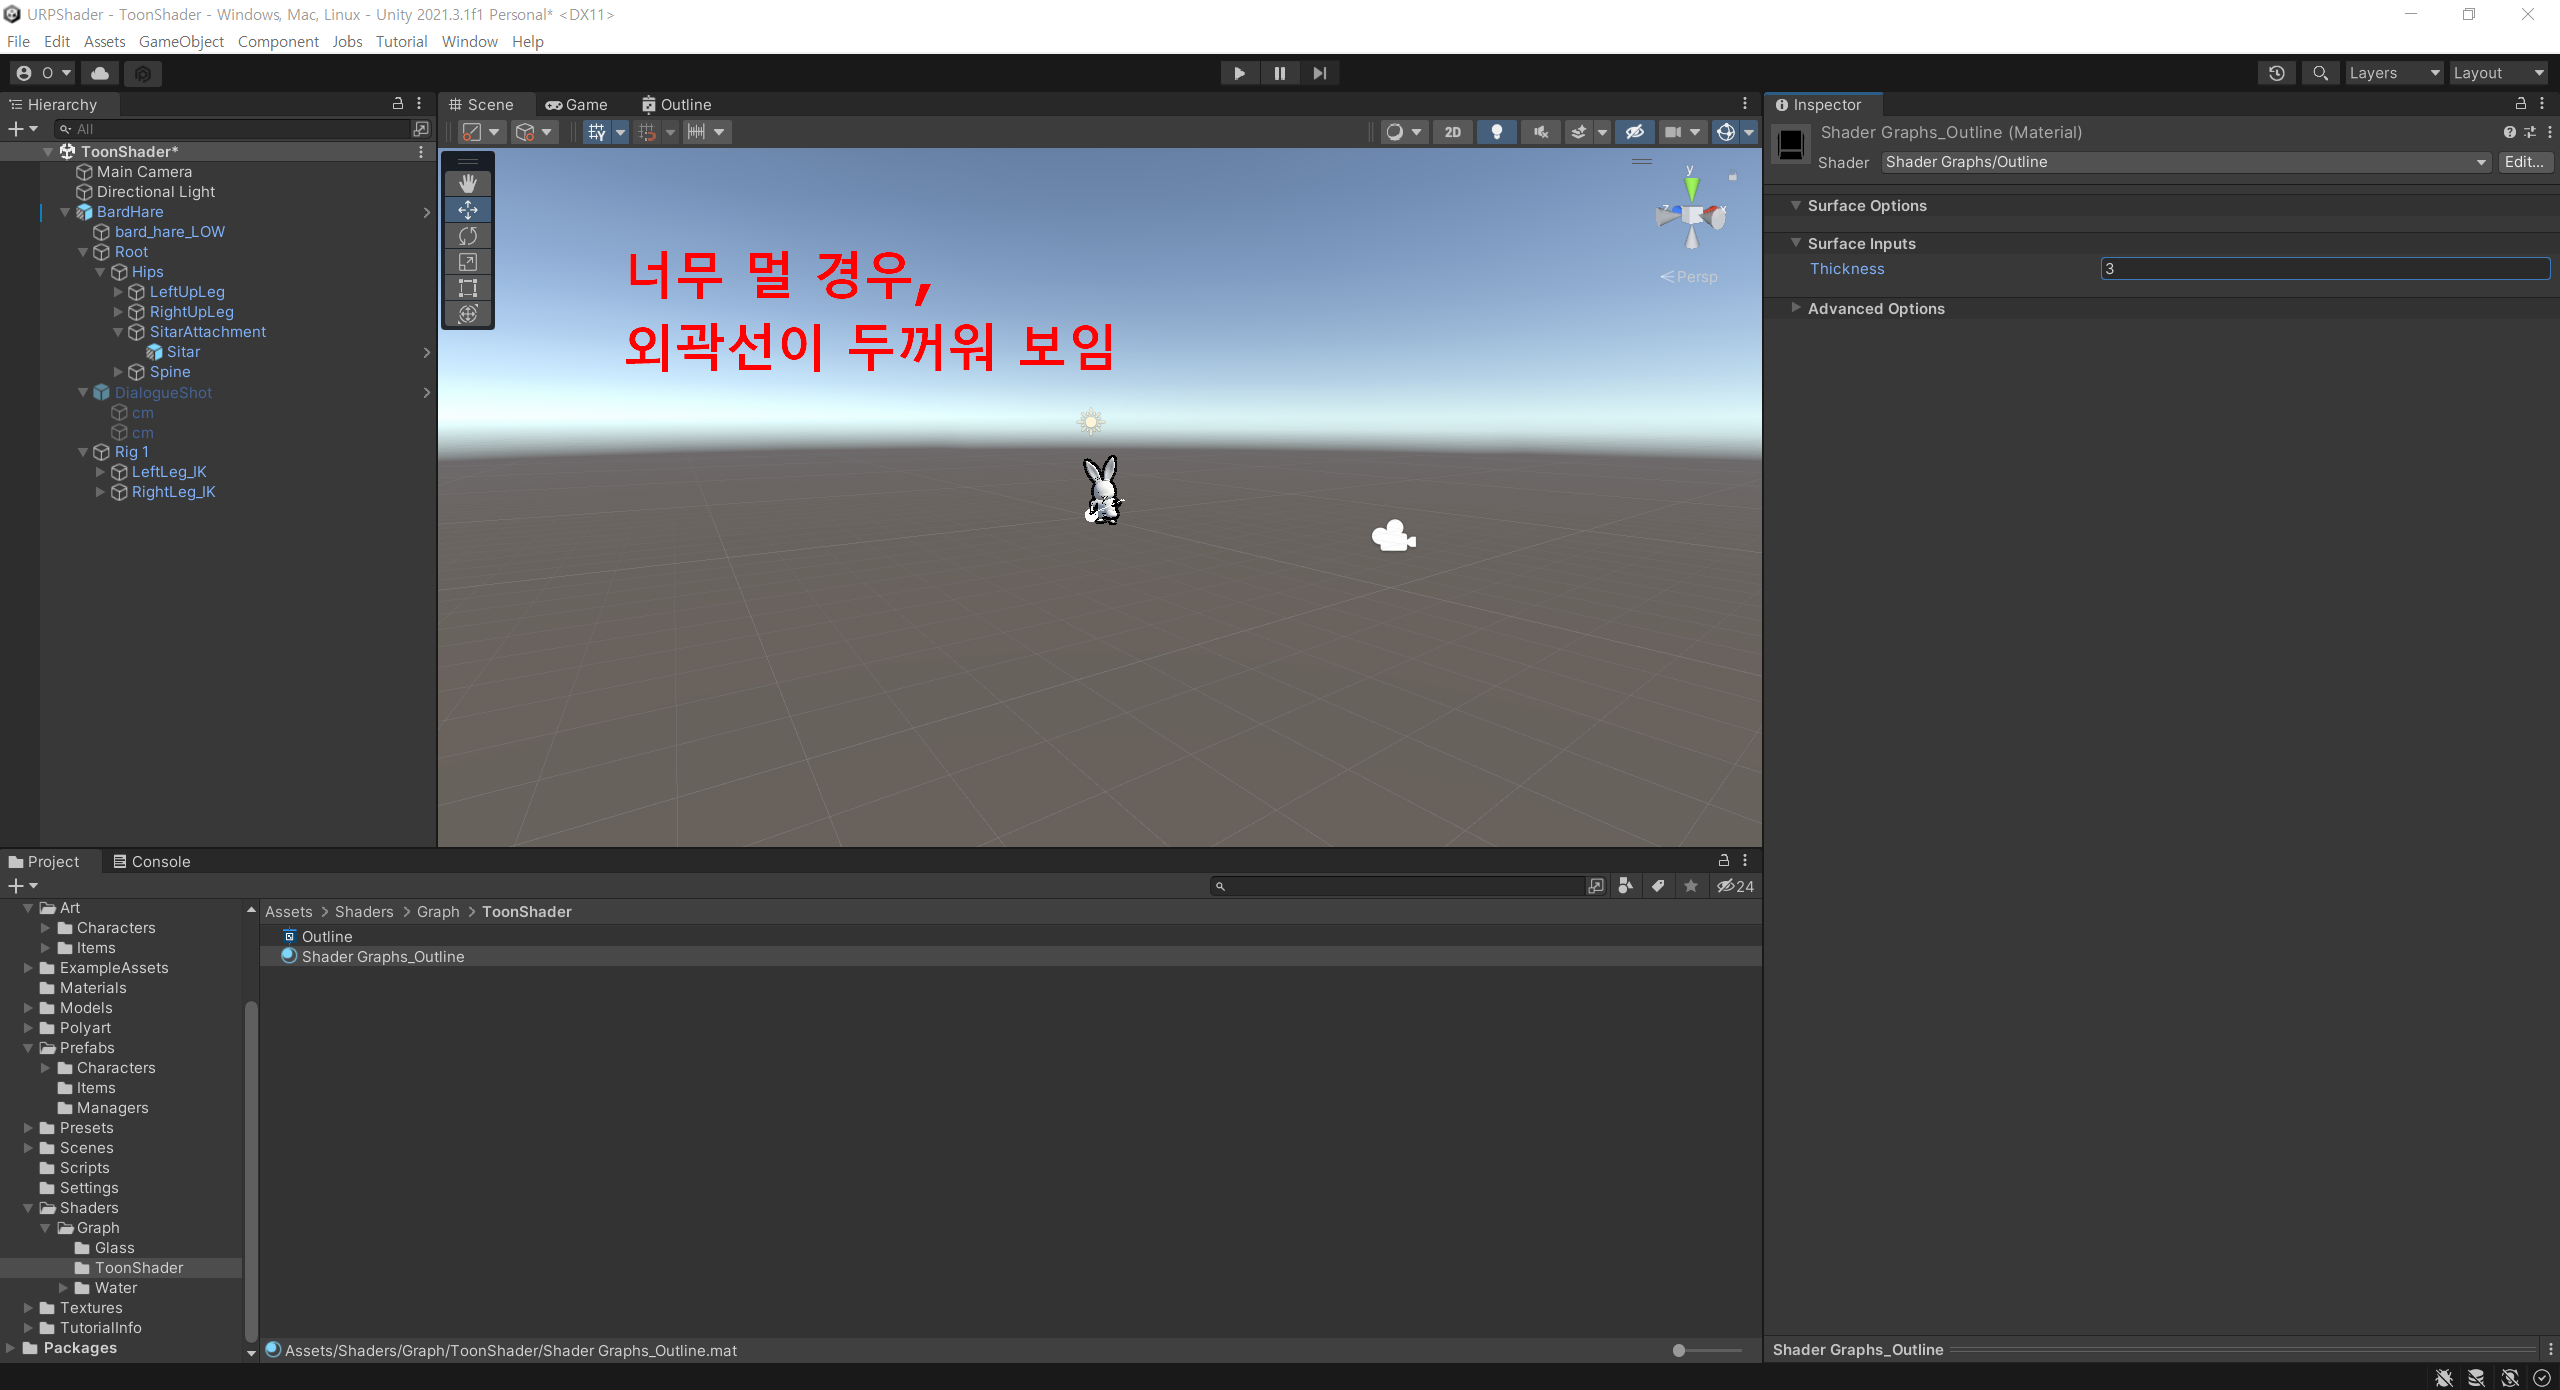 URPShader - ToonShader - Windows, Mac, Linux - Unity 2021.3.1f1 Personal* <DX11>
File Edit Assets GameObject Component Jobs Tutorial Window Help
O Layers Layout
Hierarchy
All
ToonShader*
Main Camera
Directional Light
BardHare
bard_hare_LOW
Root
Hips
LeftUpLeg
RightUpLeg
SitarAttachment
Sitar
Spine
DialogueShot
cm
cm
Rig 1
LeftLeg_IK
RightLeg_IK
Scene Game Outline
2D
y
z x
Persp
너무 멀 경우,
외곽선이 두꺼워 보임
Inspector
Shader Graphs_Outline (Material)
Shader Shader Graphs/Outline Edit...
Surface Options
Surface Inputs
Thickness 3
Advanced Options
Project Console
24
Art
Characters
Items
ExampleAssets
Materials
Models
Polyart
Prefabs
Characters
Items
Managers
Presets
Scenes
Scripts
Settings
Shaders
Graph
Glass
ToonShader
Water
Textures
TutorialInfo
Packages
Assets > Shaders > Graph > ToonShader
Outline
Shader Graphs_Outline
Assets/Shaders/Graph/ToonShader/Shader Graphs_Outline.mat
Shader Graphs_Outline